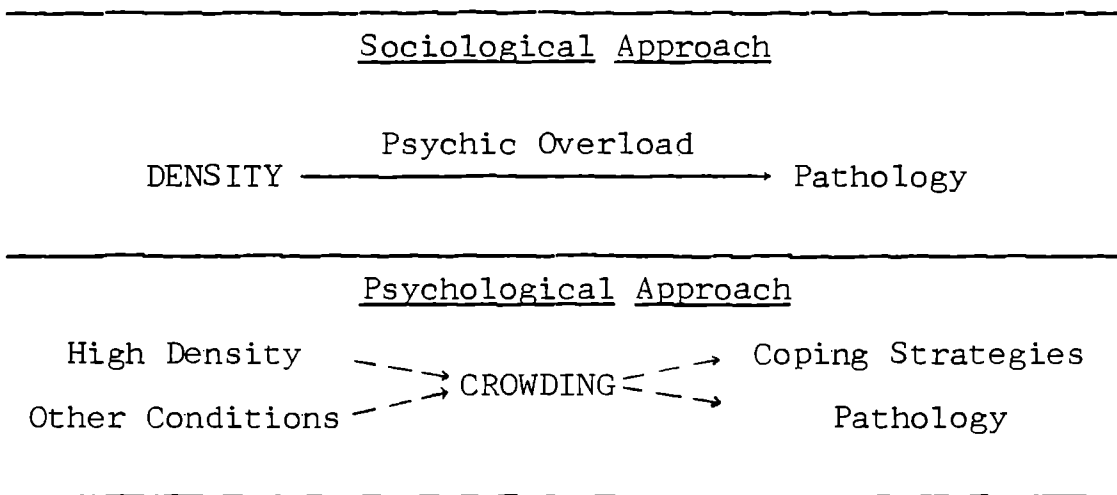 Sociological Approach
Psychic Overload
DENSITY Pathology
Psychological Approach
High Density Coping Strategies
CROWDING
Other Conditions Pathology